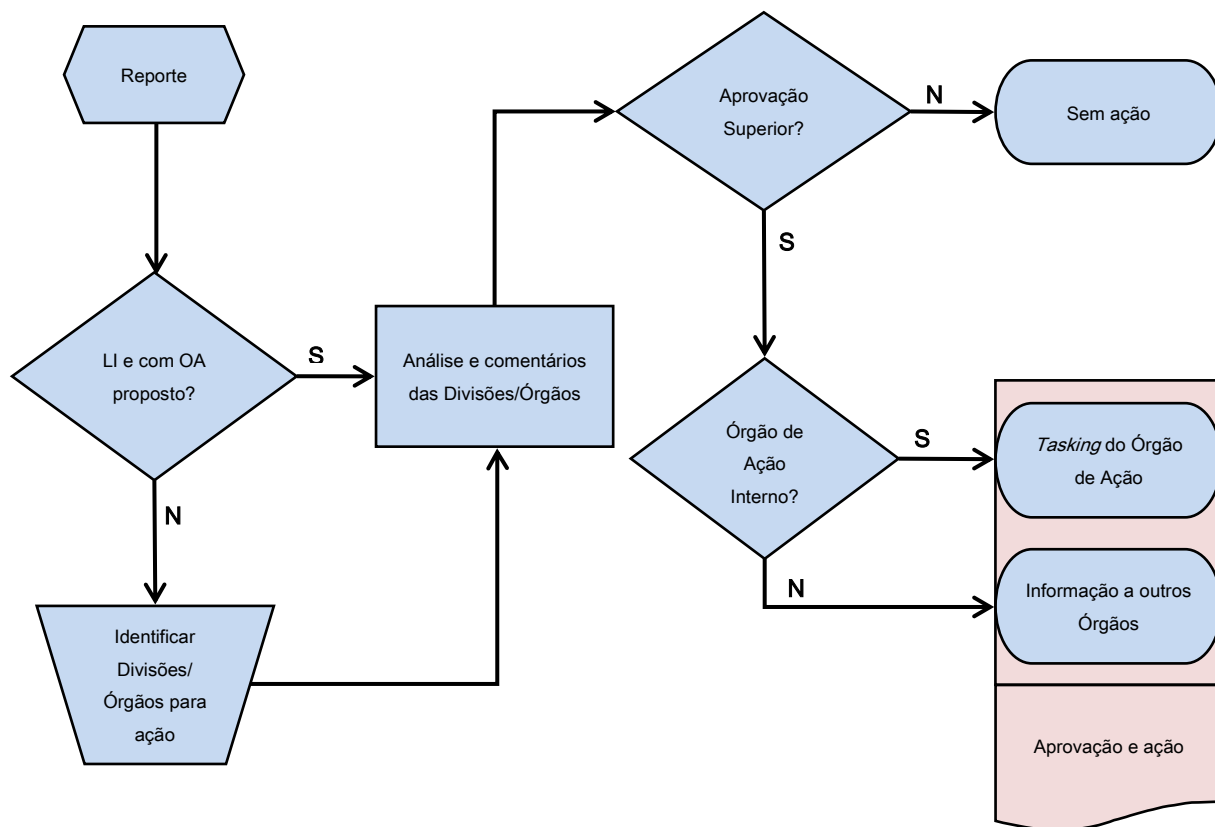 Reporte
LI e com OA
proposto?
S
N
Identificar
Divisões/
Órgãos para
ação
Análise e comentários
das Divisões/Órgãos
Aprovação
Superior?
N
Sem ação
S
Órgão de
Ação
Interno?
S
Tasking do Órgão
de Ação
N
Informação a outros
Órgãos
Aprovação e ação